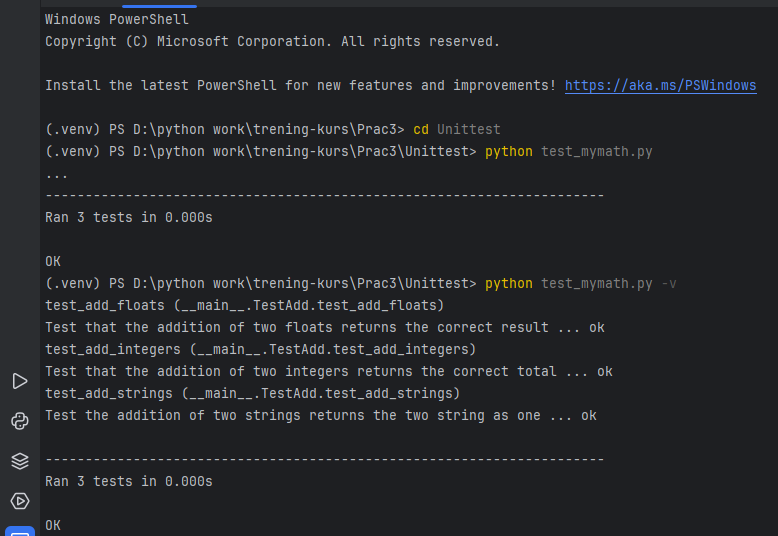 Windows PowerShell
Copyright (C) Microsoft Corporation. All rights reserved.
Install the latest PowerShell for new features and improvements! https://aka.ms/PSWindows
(.venv) PS D:\python work\trening-kurs\Prac3> cd Unittest
(.venv) PS D:\python work\trening-kurs\Prac3\Unittest> python test_mymath.py
...
----------------------------------------------------------------------
Ran 3 tests in 0.000s
OK
(.venv) PS D:\python work\trening-kurs\Prac3\Unittest> python test_mymath.py -v
test_add_floats (__main__.TestAdd.test_add_floats)
Test that the addition of two floats returns the correct result ... ok
test_add_integers (__main__.TestAdd.test_add_integers)
Test that the addition of two integers returns the correct total ... ok
test_add_strings (__main__.TestAdd.test_add_strings)
Test the addition of two strings returns the two string as one ... ok
----------------------------------------------------------------------
Ran 3 tests in 0.000s
OK